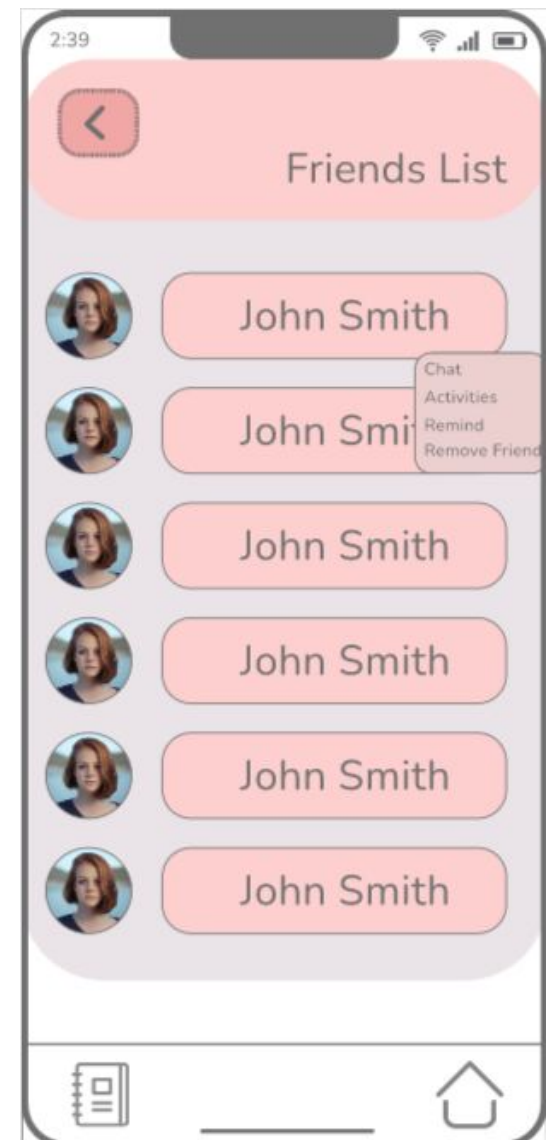 2:39
Friends List
John Smith
Chat
Activities
Remind
Remove Friend
John Smi
John Smith
John Smith
John Smith
John Smith